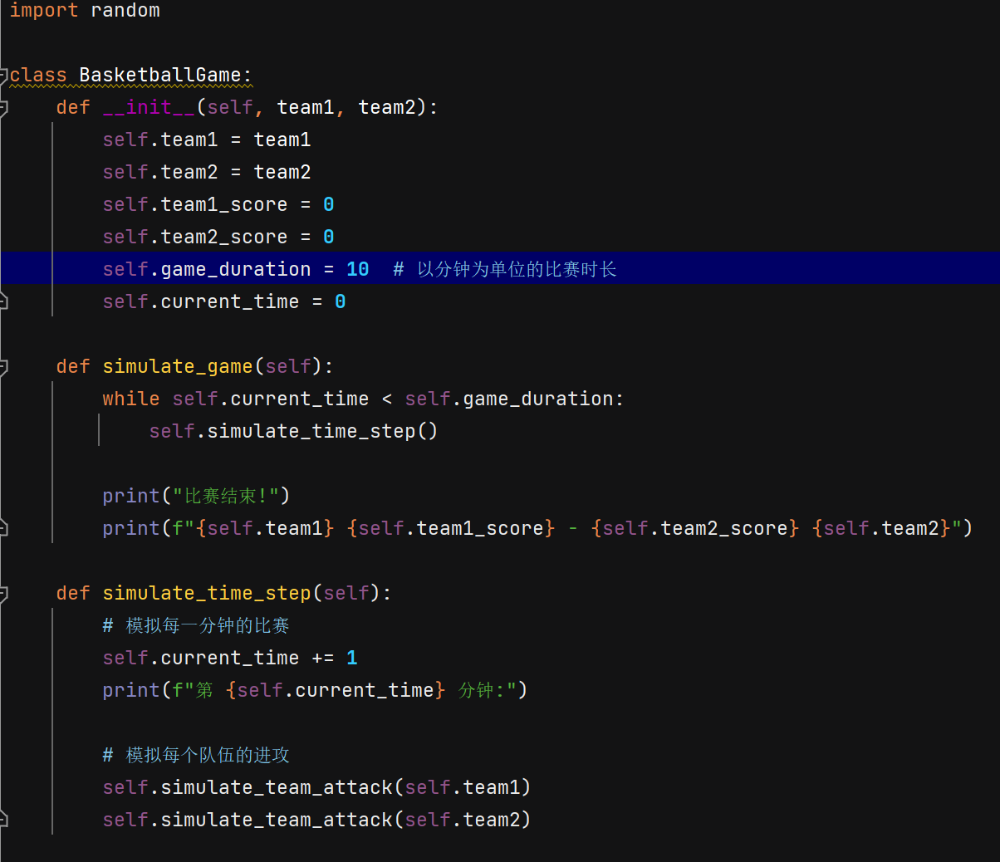 import random
class BasketballGame:
    def __init__(self, team1, team2):
        self.team1 = team1
        self.team2 = team2
        self.team1_score = 0
        self.team2_score = 0
        self.game_duration = 10  # 以分钟为单位的比赛时长
        self.current_time = 0
    def simulate_game(self):
        while self.current_time < self.game_duration:
            self.simulate_time_step()
        print("比赛结束!")
        print(f"{self.team1} {self.team1_score} - {self.team2_score} {self.team2}")
    def simulate_time_step(self):
        # 模拟每一分钟的比赛
        self.current_time += 1
        print(f"第 {self.current_time} 分钟:")
        # 模拟每个队伍的进攻
        self.simulate_team_attack(self.team1)
        self.simulate_team_attack(self.team2)